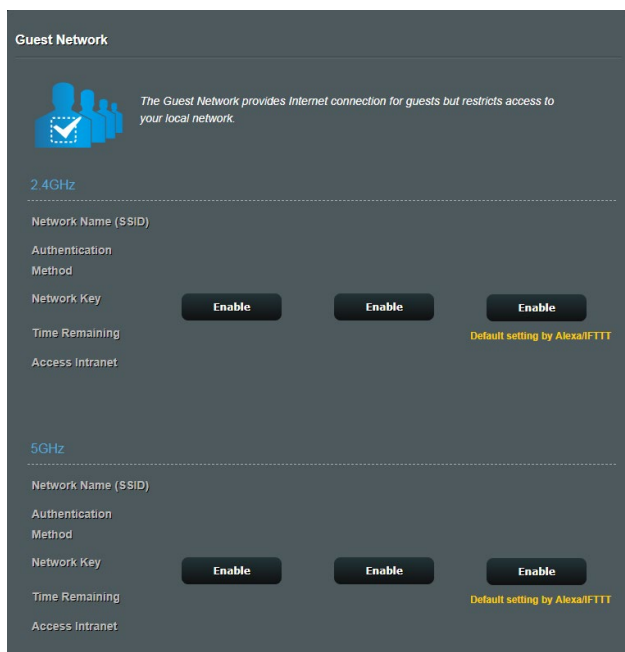 Guest Network
The Guest Network provides Internet connection for guests but restricts access to
your local network.
2.4GHz
Network Name (SSID)
Authentication
Method
Network Key
Enable Enable Enable
Time Remaining
Default setting by Alexa/IFTTT
Access Intranet
5GHz
Network Name (SSID)
Authentication
Method
Network Key
Enable Enable Enable
Time Remaining
Default setting by Alexa/IFTTT
Access Intranet